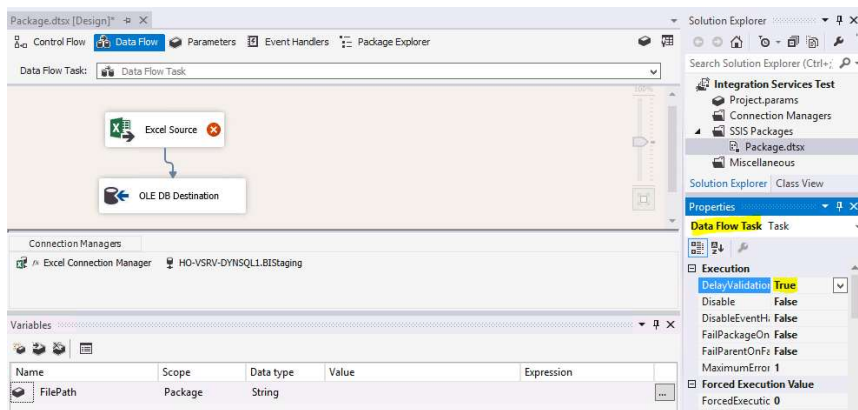 Package.dtsx [Design]*
Control Flow Data Flow Parameters Event Handlers Package Explorer
Data Flow Task: Data Flow Task
100%
Excel Source
OLE DB Destination
Connection Managers
Excel Connection Manager HO-VSRV-DYNSQL1.BIStaging
Variables
Name Scope Data type Value Expression
FilePath Package String ...
Solution Explorer
Search Solution Explorer (Ctrl+;)
Integration Services Test
Project.params
Connection Managers
SSIS Packages
Package.dtsx
Miscellaneous
Solution Explorer Class View
Properties
Data Flow Task Task
Execution
DelayValidation True
Disable False
DisableEventH False
FailPackageOn False
FailParentOnFa False
MaximumError 1
Forced Execution Value
ForcedExecutic 0